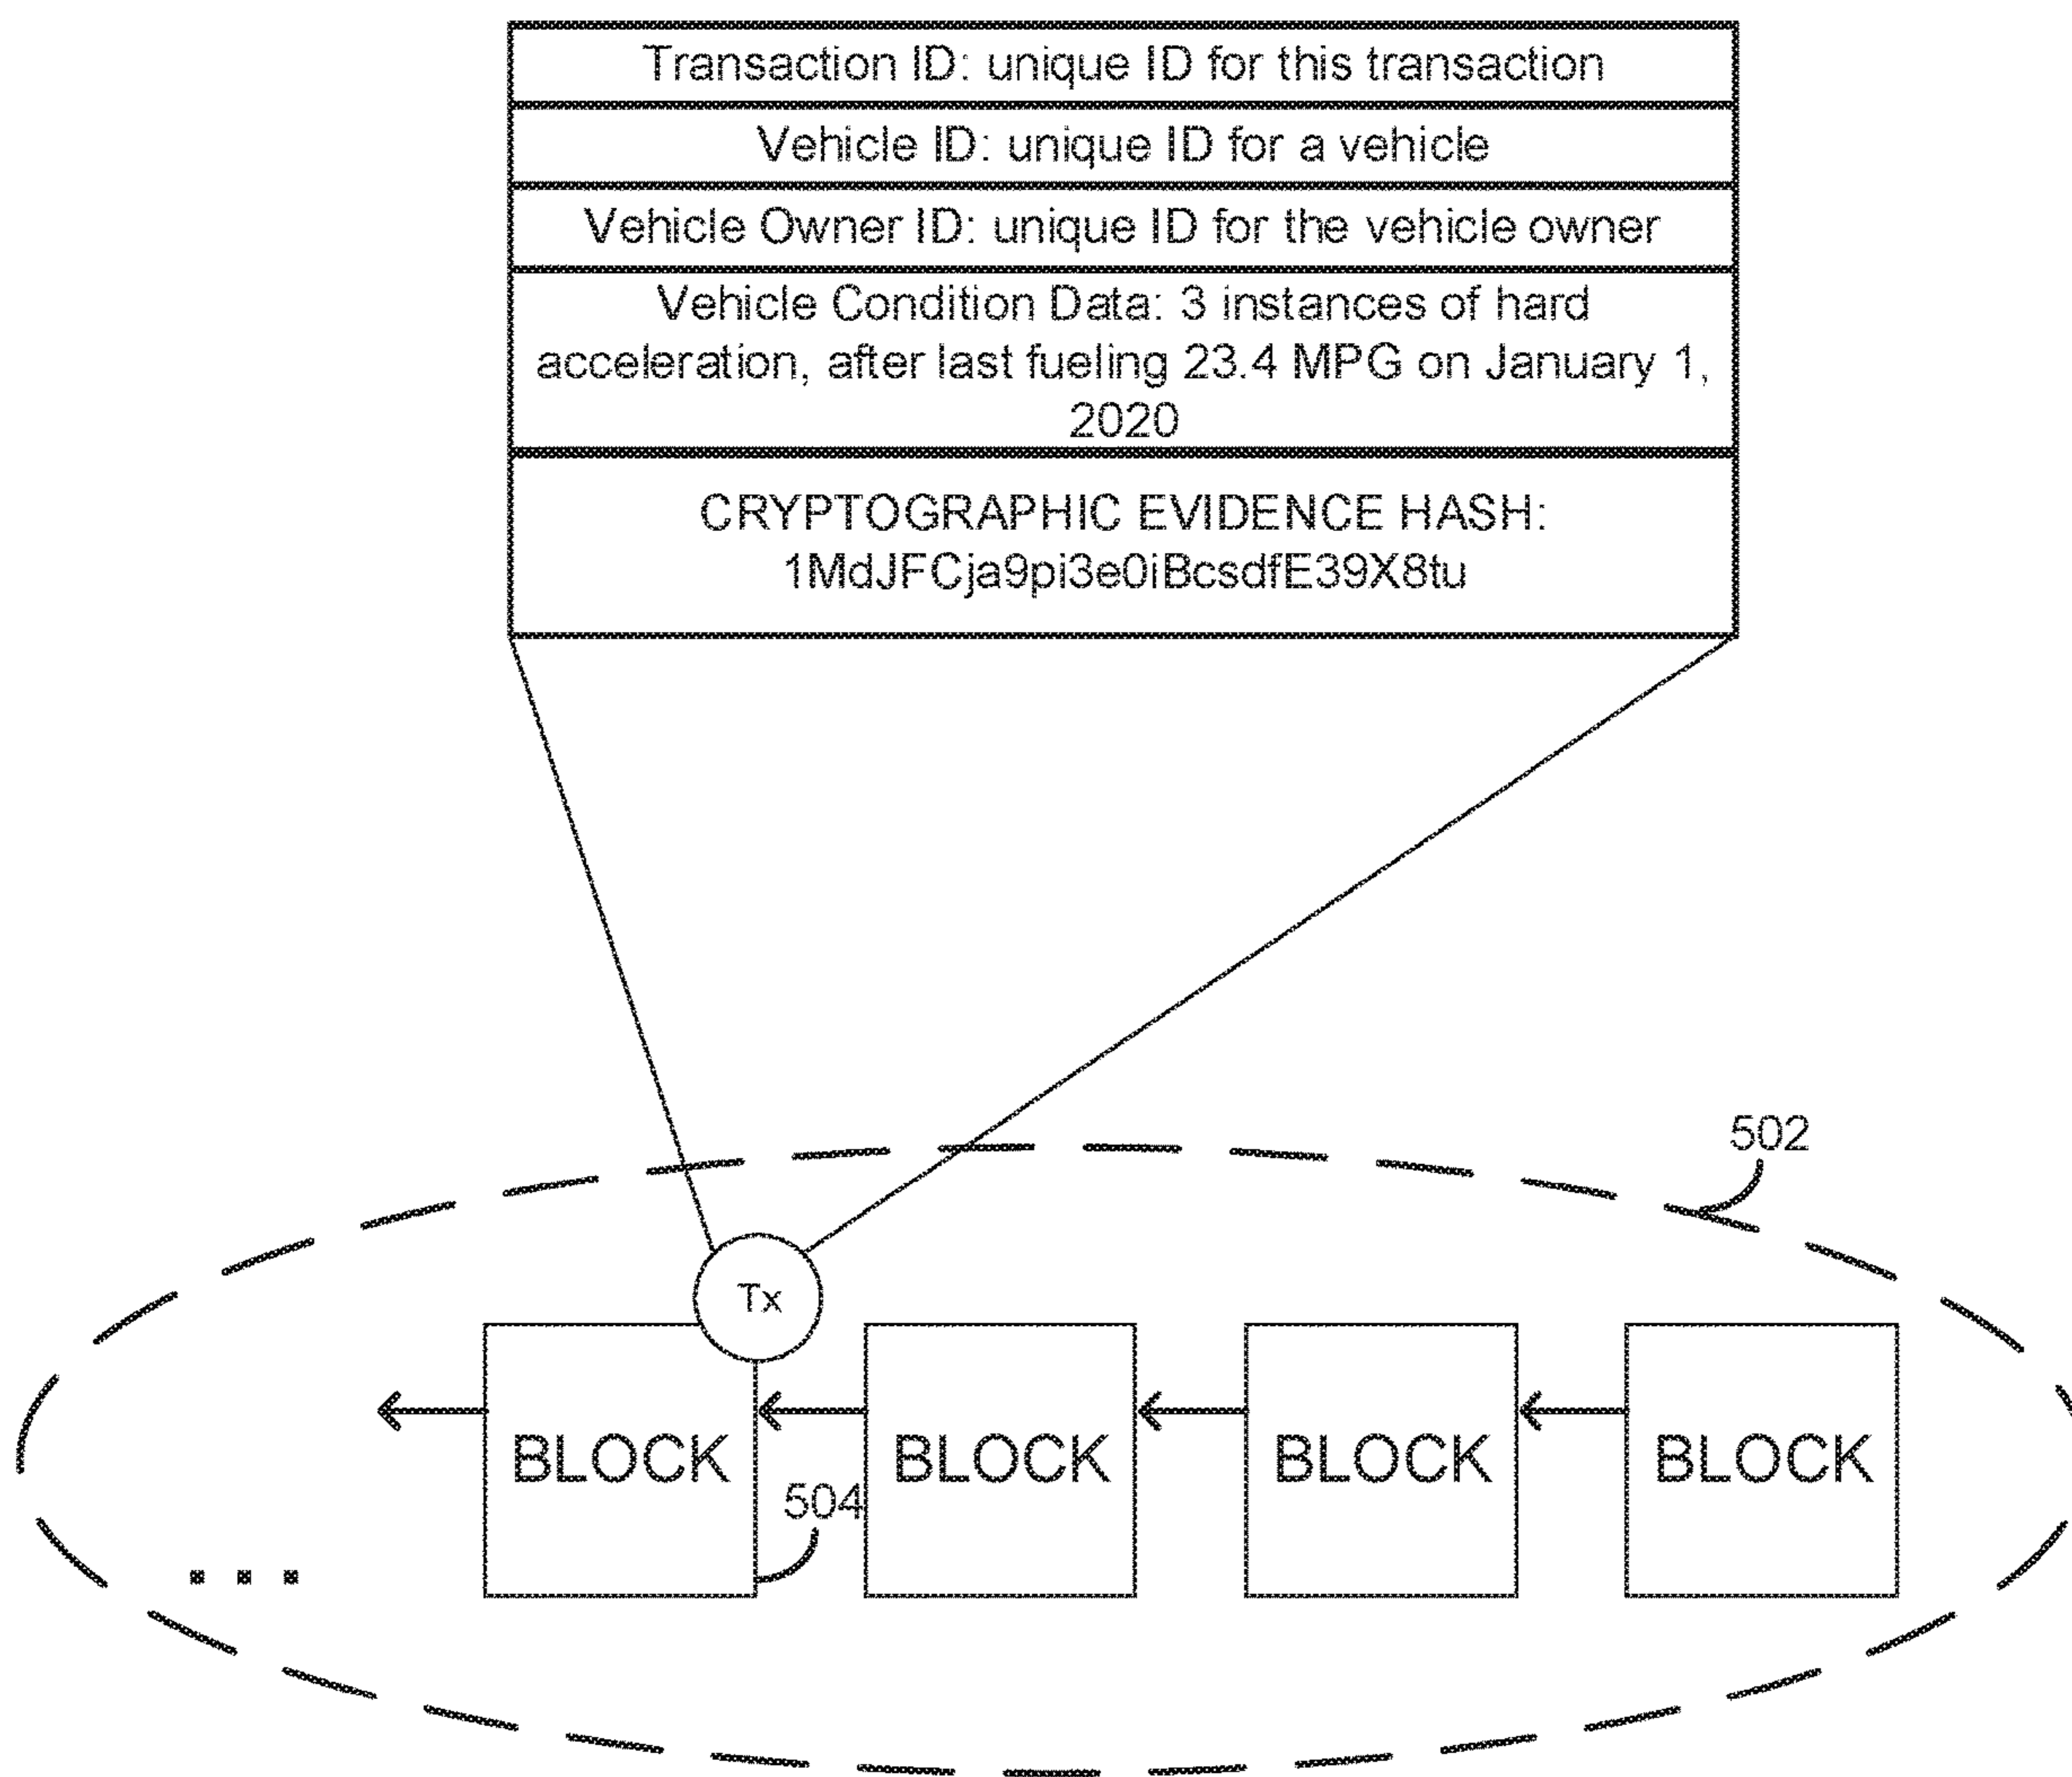 Transaction ID: unique ID for this transaction
Vehicle ID: unique ID for a vehicle
Vehicle Owner ID: unique ID for the vehicle owner
Vehicle Condition Data: 3 instances of hard
acceleration, after last fueling 23.4 MPG on January 1,
2020
CRYPTOGRAPHIC EVIDENCE HASH:
1MdJFCja9pi3e0iBcsdfE39X8tu
502
Tx
BLOCK BLOCK BLOCK BLOCK
504
...